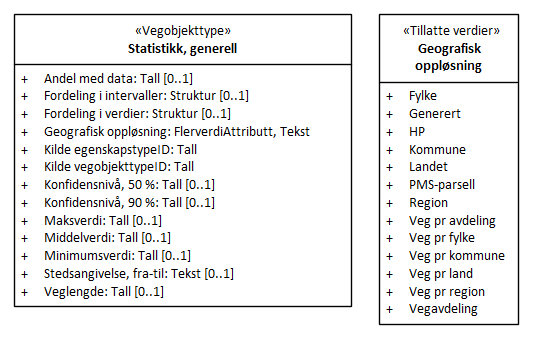 «Vegobjekttype»
Statistikk, generell
+ Andel med data: Tall [0..1]
+ Fordeling i intervaller: Struktur [0..1]
+ Fordeling i verdier: Struktur [0..1]
+ Geografisk oppløsning: FlerverdiAttributt, Tekst
+ Kilde egenskapstypeID: Tall
+ Kilde vegobjekttypeID: Tall
+ Konfidensnivå, 50 %: Tall [0..1]
+ Konfidensnivå, 90 %: Tall [0..1]
+ Maksverdi: Tall [0..1]
+ Middelverdi: Tall [0..1]
+ Minimumsverdi: Tall [0..1]
+ Stedsangivelse, fra-til: Tekst [0..1]
+ Veglengde: Tall [0..1]
«Tillatte verdier»
Geografisk
oppløsning
+ Fylke
+ Generert
+ HP
+ Kommune
+ Landet
+ PMS-parsell
+ Region
+ Veg pr avdeling
+ Veg pr fylke
+ Veg pr kommune
+ Veg pr land
+ Veg pr region
+ Vegavdeling